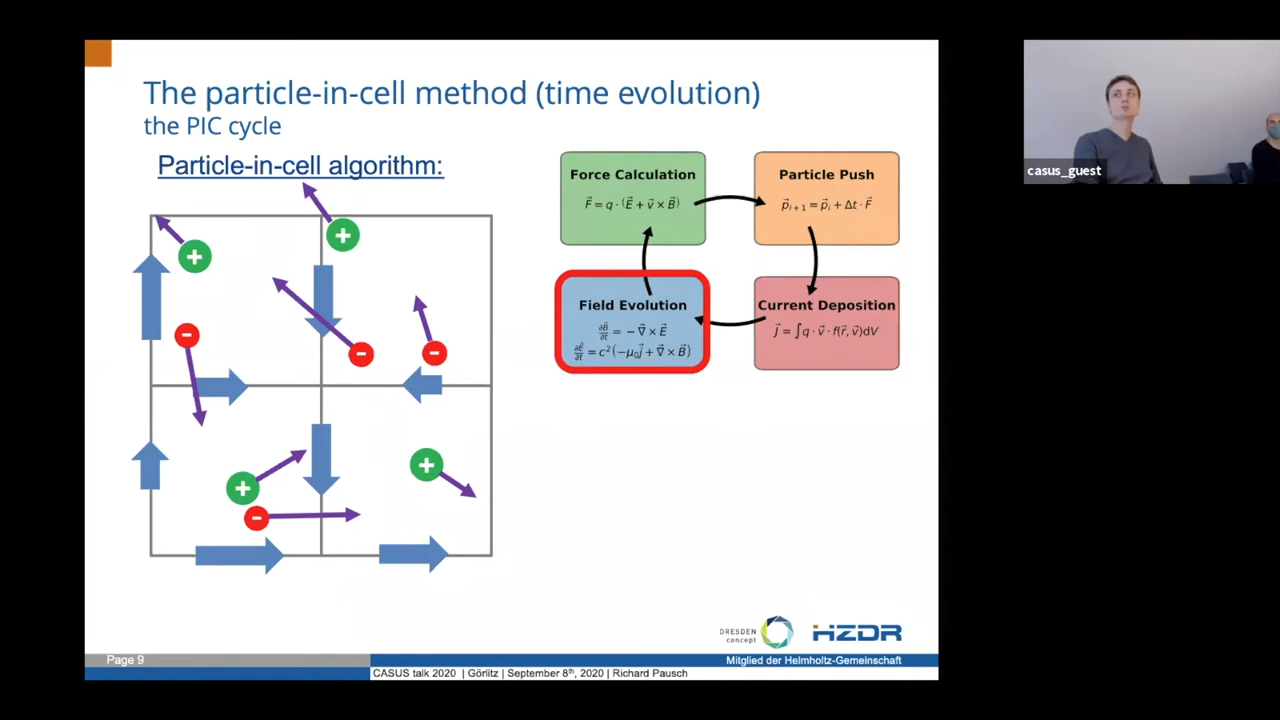 The particle-in-cell method (time evolution)
the PIC cycle
Particle-in-cell algorithm:
Force Calculation
F⃗ = q · (E⃗ + v⃗ × B⃗)
Particle Push
p⃗ᵢ₊₁ = p⃗ᵢ + Δt · F⃗
Field Evolution
∂B⃗/∂t = −∇⃗ × E⃗
∂E⃗/∂t = c²(−μ₀j⃗ + ∇⃗ × B⃗)
Current Deposition
j⃗ = ∫q · v⃗ · f(r⃗, v⃗)dV
+
+
-
-
-
+
+
-
casus_guest
DRESDEN
concept
HZDR
Page 9
Mitglied der Helmholtz-Gemeinschaft
CASUS talk 2020 | Görlitz | September 8th, 2020 | Richard Pausch